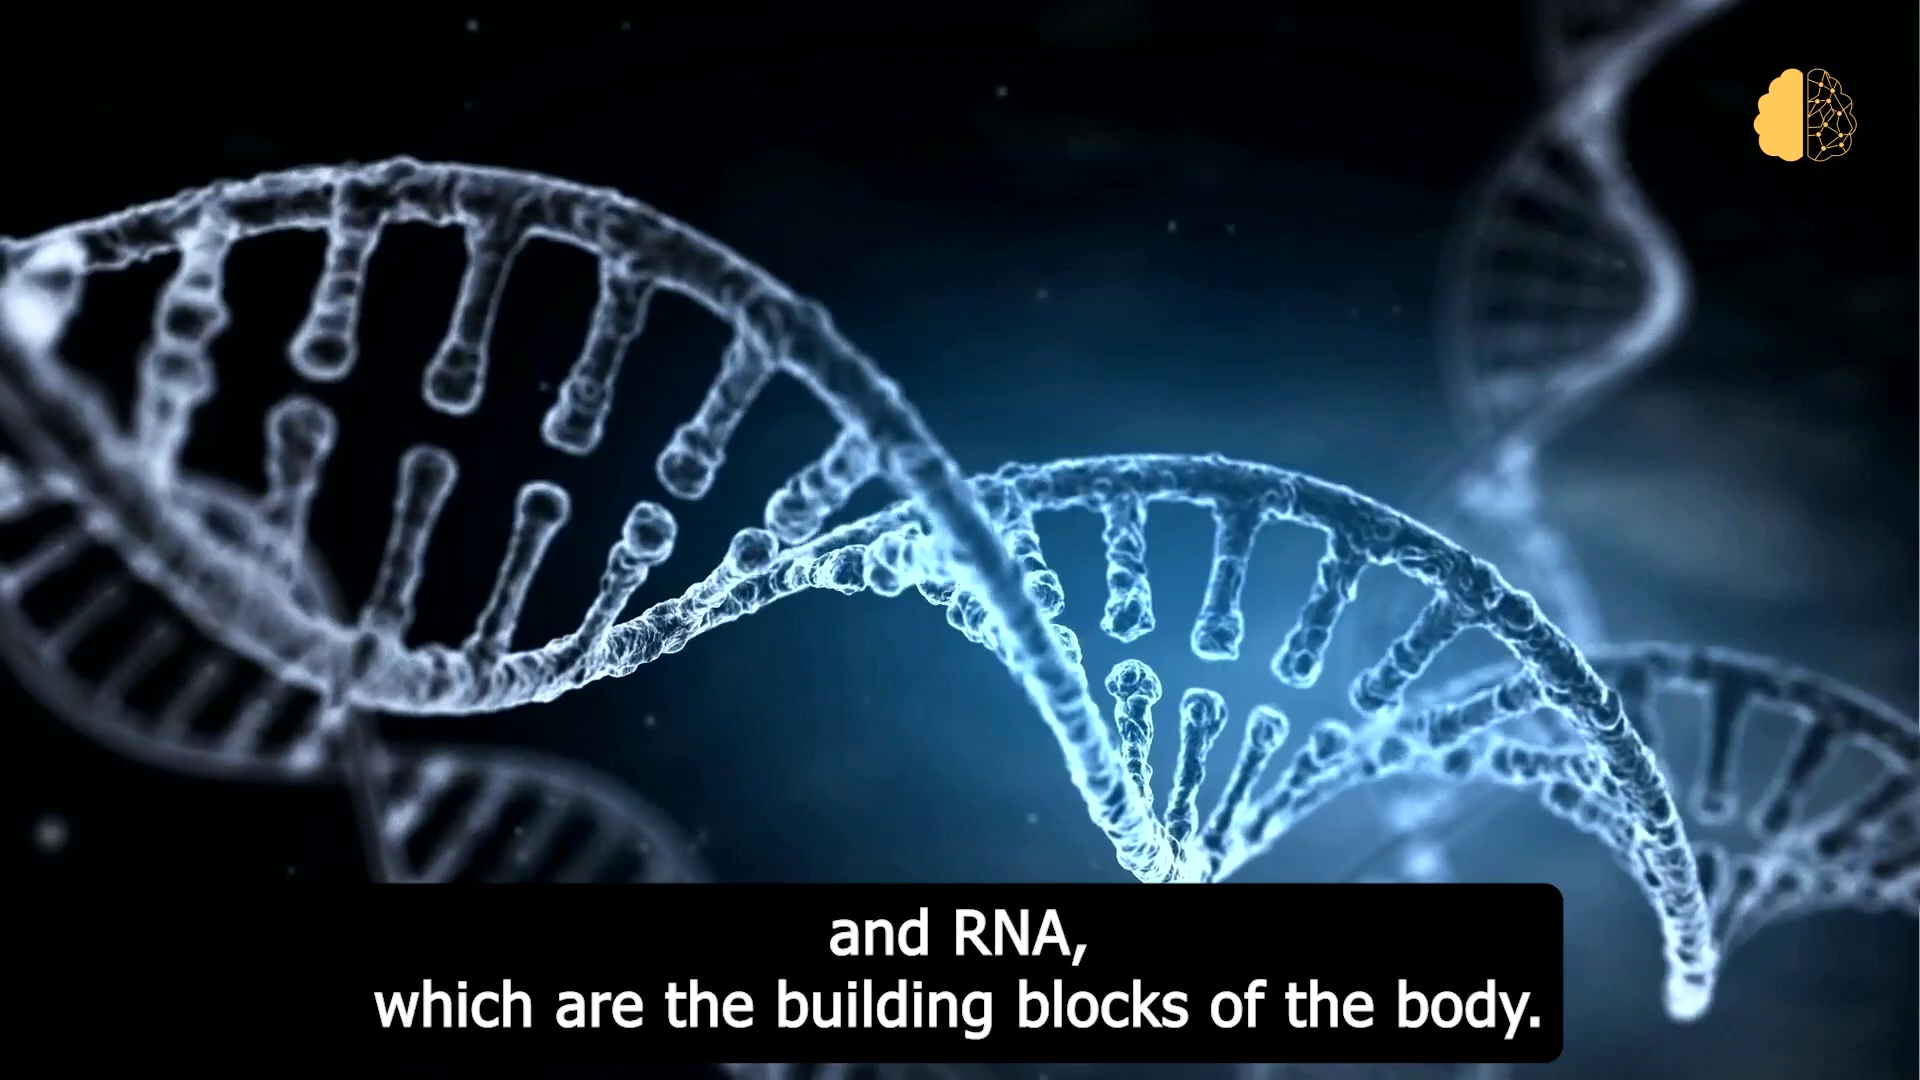 and RNA,
which are the building blocks of the body.